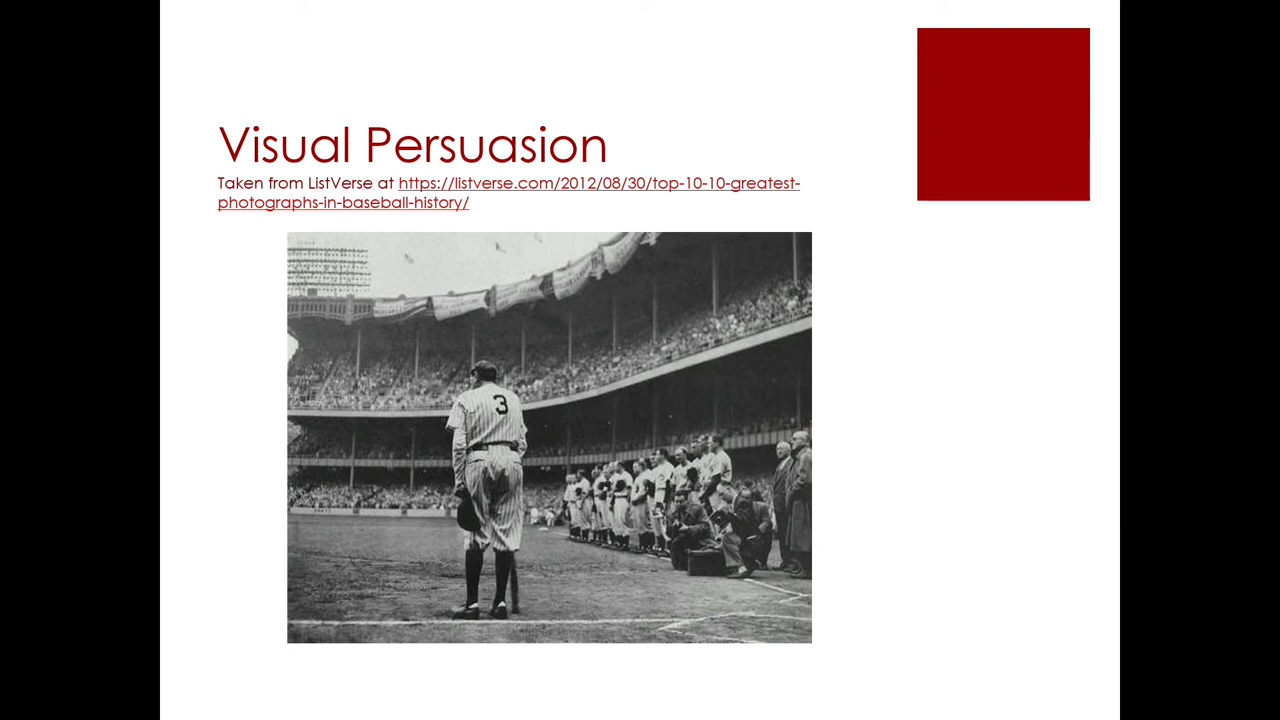 Visual Persuasion
Taken from ListVerse at https://listverse.com/2012/08/30/top-10-10-greatest-
photographs-in-baseball-history/
3